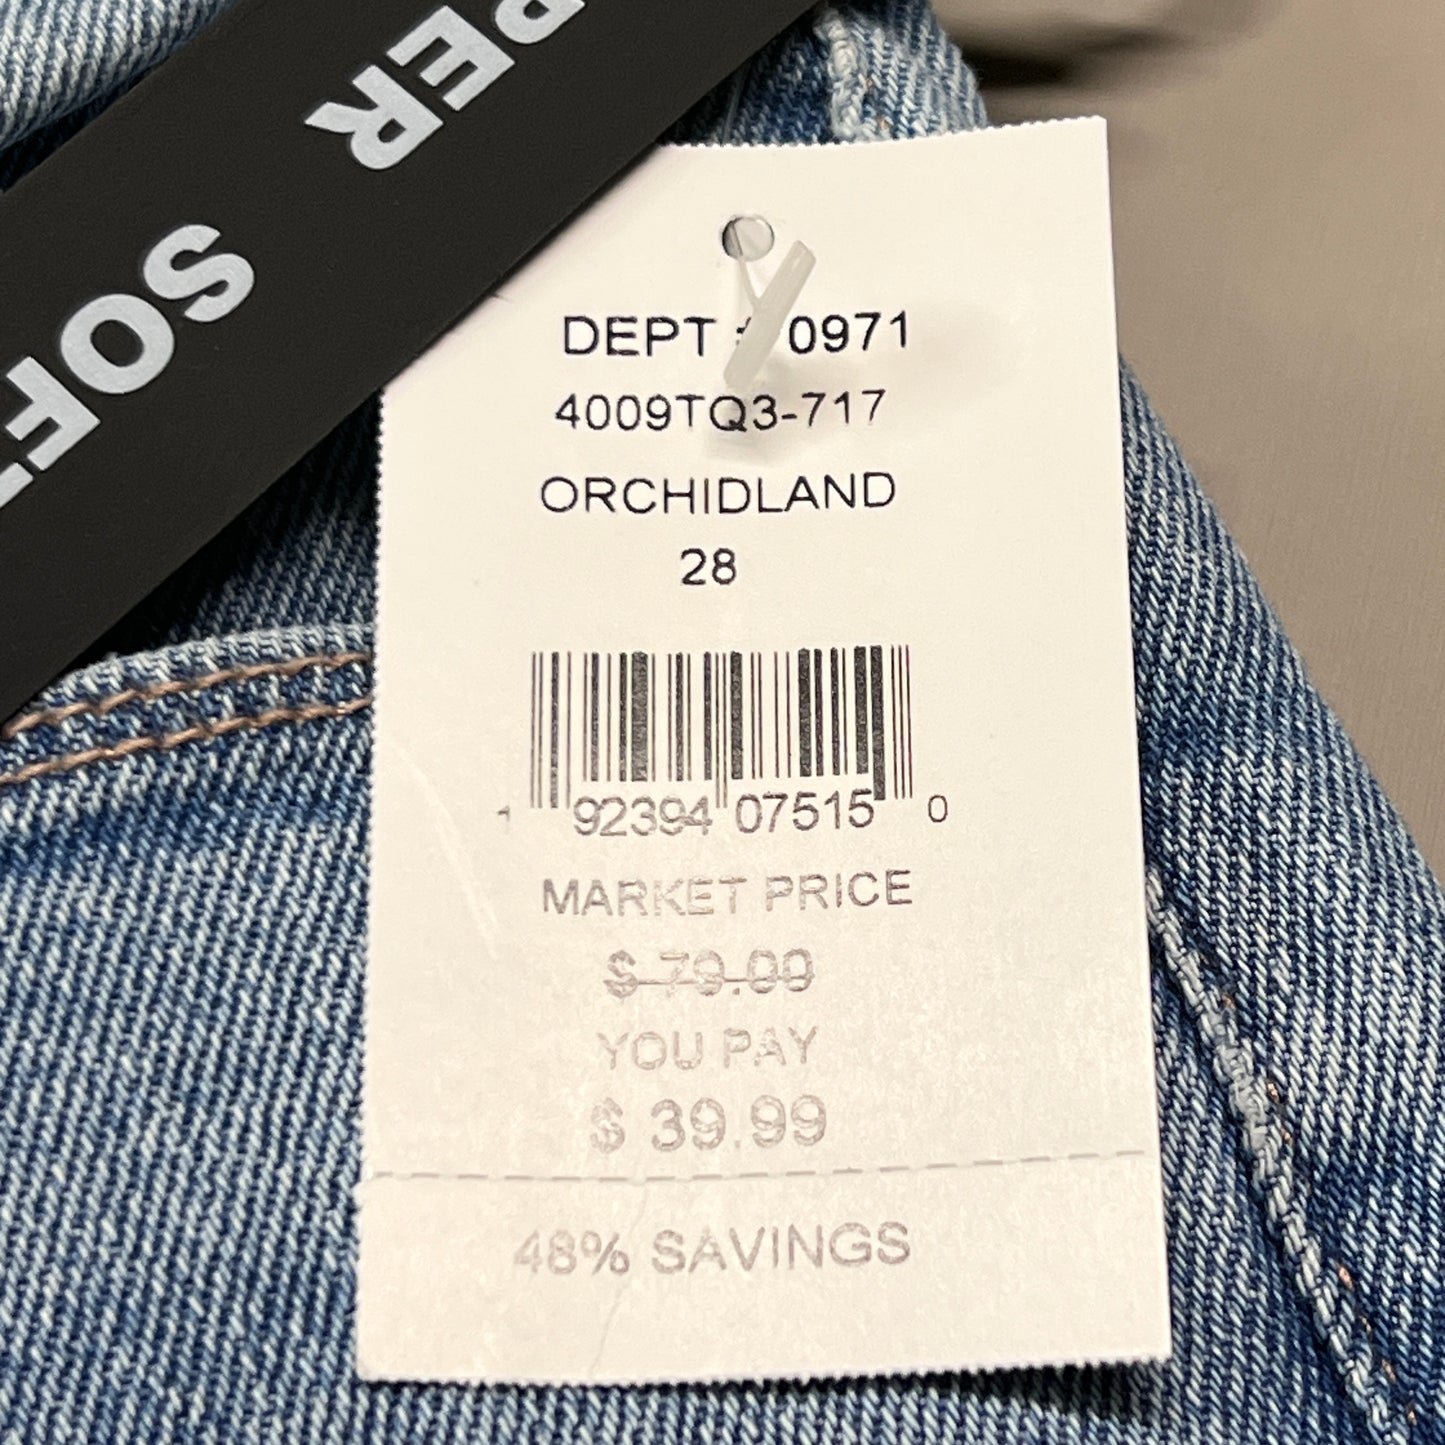 PER
SOFT
DEPT # 0971
4009TQ3-717
ORCHIDLAND
28
1 92394 07515 0
MARKET PRICE
$ 79.00
YOU PAY
$ 39.99
48% SAVINGS